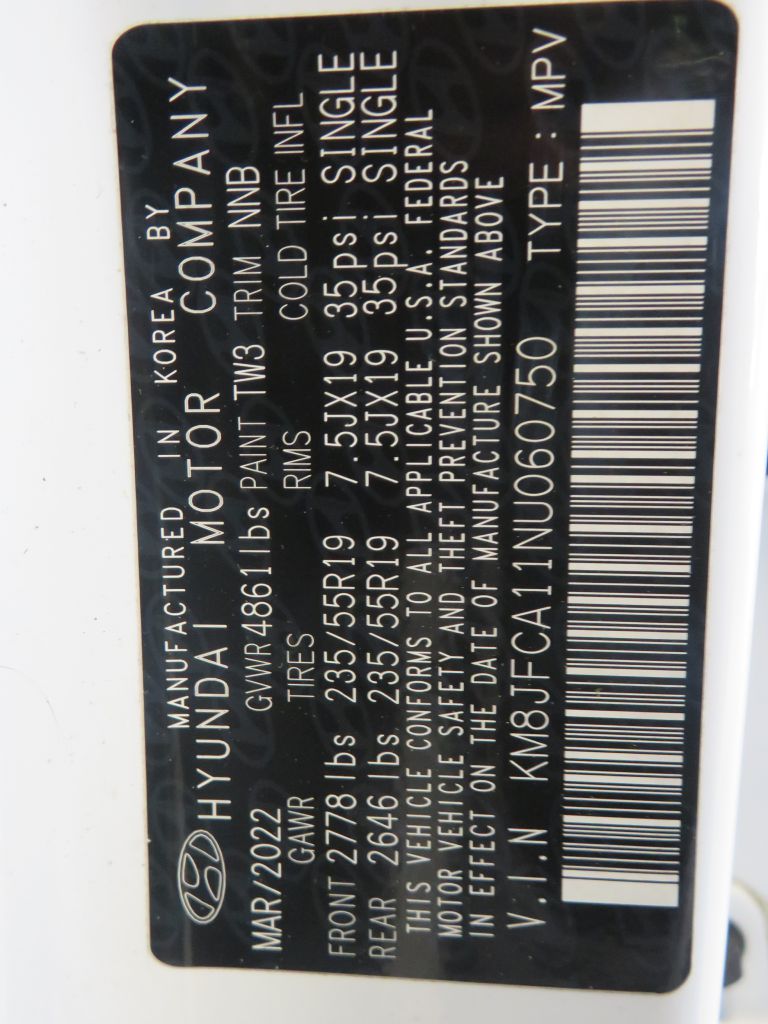 MANUFACTURED IN KOREA BY
HYUNDAI MOTOR COMPANY
MAR/2022 GVWR 4861lbs PAINT TW3 TRIM NNB
GAWR TIRES RIMS COLD TIRE INFL
FRONT 2778 lbs 235/55R19 7.5JX19 35psi SINGLE
REAR 2646 lbs 235/55R19 7.5JX19 35psi SINGLE
THIS VEHICLE CONFORMS TO ALL APPLICABLE U.S.A. FEDERAL
MOTOR VEHICLE SAFETY AND THEFT PREVENTION STANDARDS
IN EFFECT ON THE DATE OF MANUFACTURE SHOWN ABOVE
V.I.N KM8JFCA11NU060750 TYPE : MPV